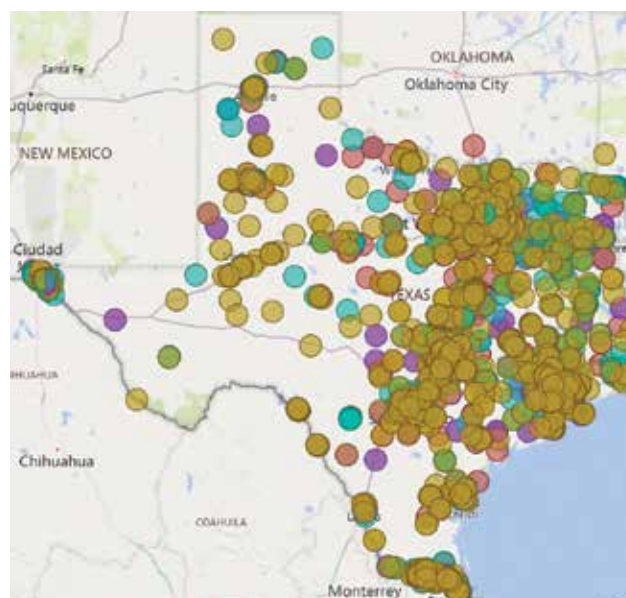 OKLAHOMA
Santa Fe
Oklahoma City
uquerque
NEW MEXICO
Ciudad
TEXAS
Chihuahua
COAHUILA
Monterrey